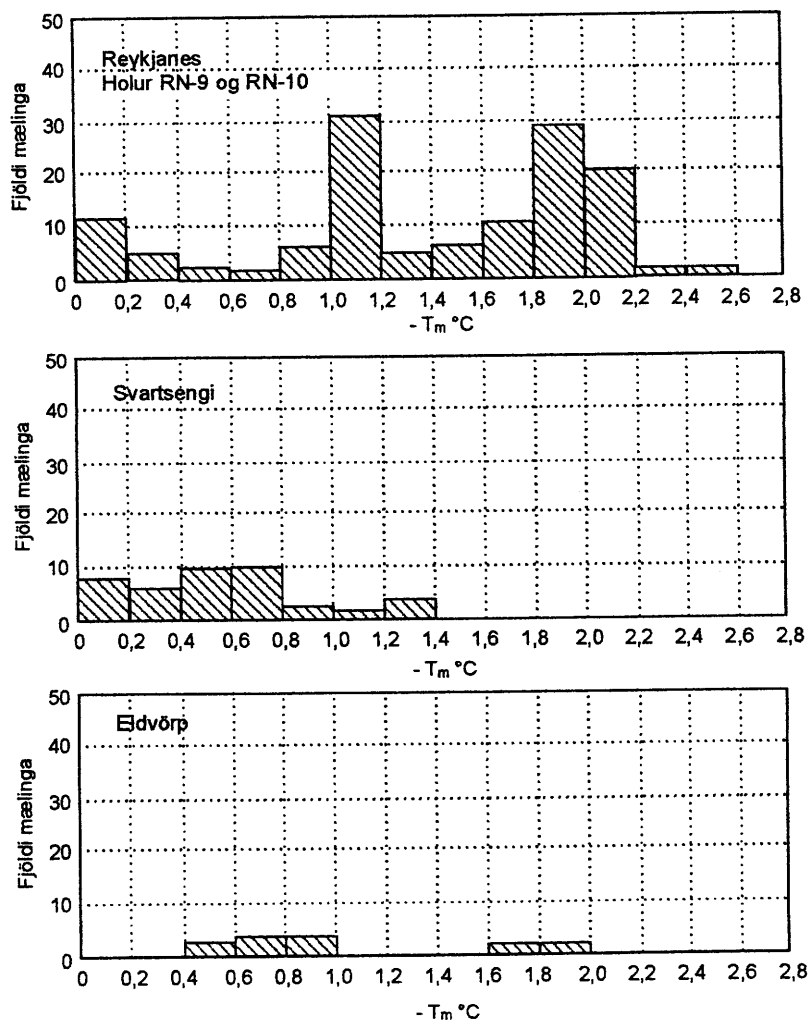 50
Reykjanes
40
Holur RN-9 og RN-10
30
20
10
0
Fjöldi mælinga
0 0,2 0,4 0,6 0,8 1,0 1,2 1,4 1,6 1,8 2,0 2,2 2,4 2,6 2,8
- Tm °C
50
Svartsengi
40
30
20
10
0
Fjöldi mælinga
0 0,2 0,4 0,6 0,8 1,0 1,2 1,4 1,6 1,8 2,0 2,2 2,4 2,6 2,8
- Tm °C
50
Eldvörp
40
30
20
10
0
Fjöldi mælinga
0 0,2 0,4 0,6 0,8 1,0 1,2 1,4 1,6 1,8 2,0 2,2 2,4 2,6 2,8
- Tm °C